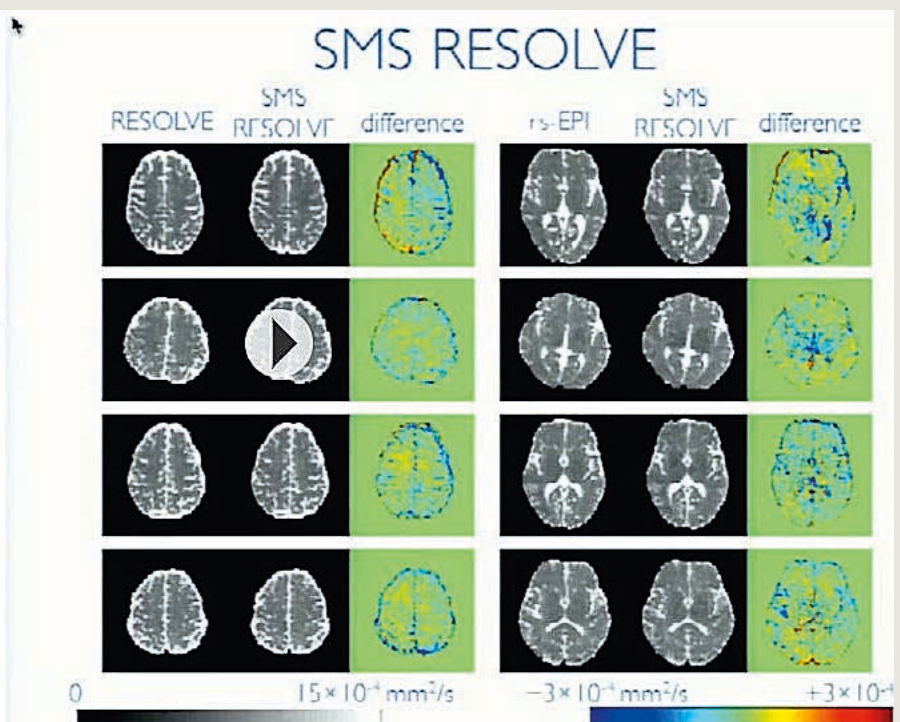 SMS RESOLVE
RESOLVE SMS RESOLVE difference rs-EPI SMS RESOLVE difference
0 15×10⁻⁴ mm²/s −3×10⁻⁴ mm²/s +3×10⁻⁴